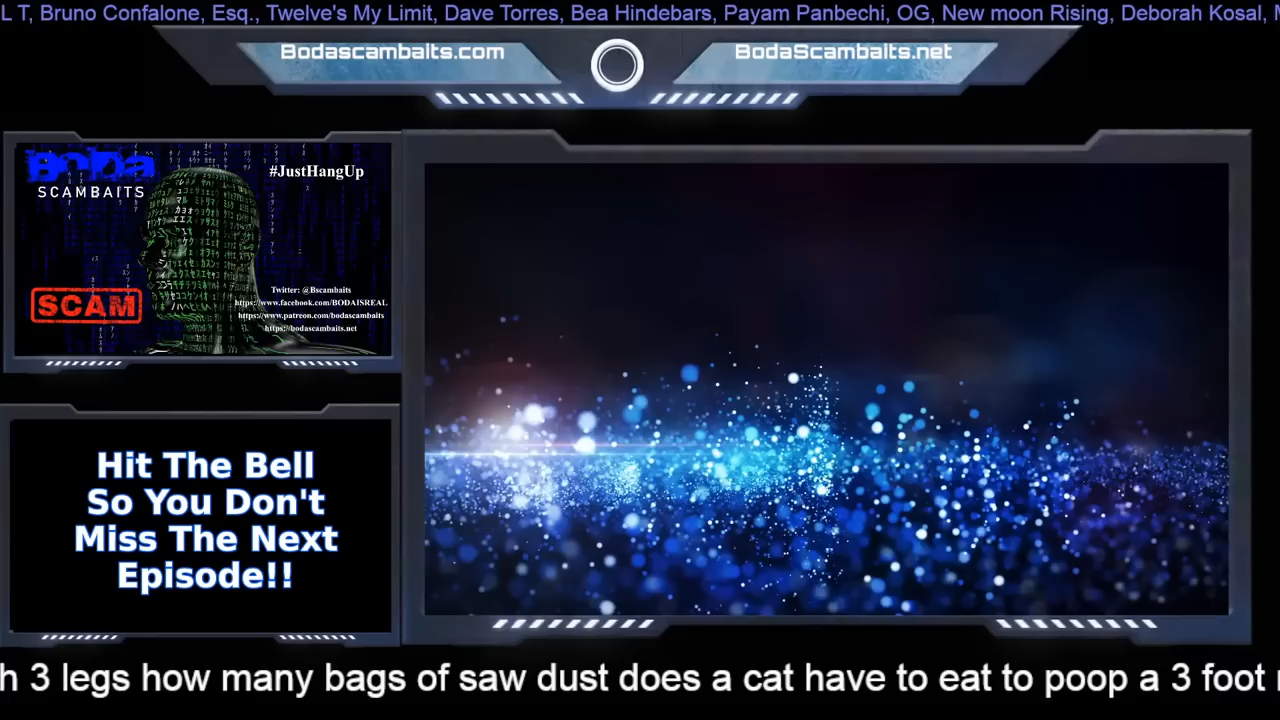 L T, Bruno Confalone, Esq., Twelve's My Limit, Dave Torres, Bea Hindebars, Payam Panbechi, OG, New moon Rising, Deborah Kosal,
Bodascambaits.com
BodaScambaits.net
BODa
SCAMBAITS
#JustHangUp
SCAM
Twitter: @Bscambaits
https://www.facebook.com/BODAISREAL
https://www.patreon.com/bodascambaits
https://bodascambaits.net
Hit The Bell
So You Don't
Miss The Next
Episode!!
h 3 legs how many bags of saw dust does a cat have to eat to poop a 3 foot